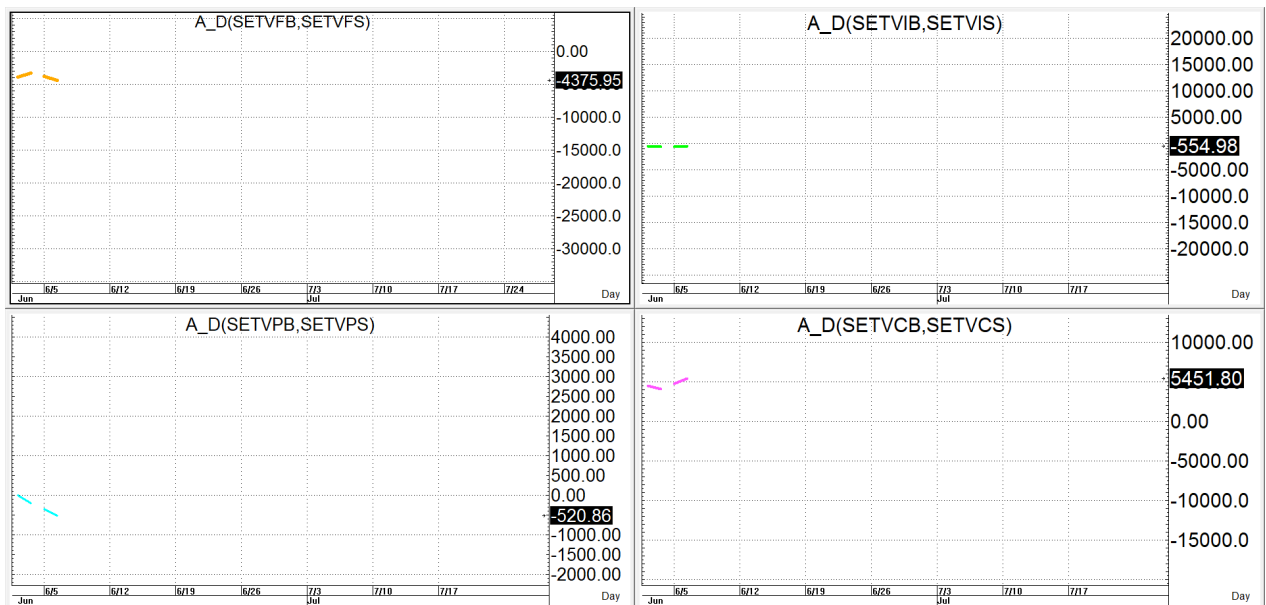 A_D(SETVFB,SETVFS)
0.00
-4375.95
-10000.0
-15000.0
-20000.0
-25000.0
-30000.0
6/5 6/12 6/19 6/26 7/3 7/10 7/17 7/24
Jun Jul Day
A_D(SETVIB,SETVIS)
20000.00
15000.00
10000.00
5000.00
-554.98
-5000.00
-10000.0
-15000.0
-20000.0
6/5 6/12 6/19 6/26 7/3 7/10 7/17
Jun Jul Day
A_D(SETVPB,SETVPS)
4000.00
3500.00
3000.00
2500.00
2000.00
1500.00
1000.00
500.00
0.00
-520.86
-1000.00
-1500.00
-2000.00
6/5 6/12 6/19 6/26 7/3 7/10 7/17
Jun Jul Day
A_D(SETVCB,SETVCS)
10000.00
5451.80
0.00
-5000.00
-10000.0
-15000.0
6/5 6/12 6/19 6/26 7/3 7/10 7/17
Jun Jul Day